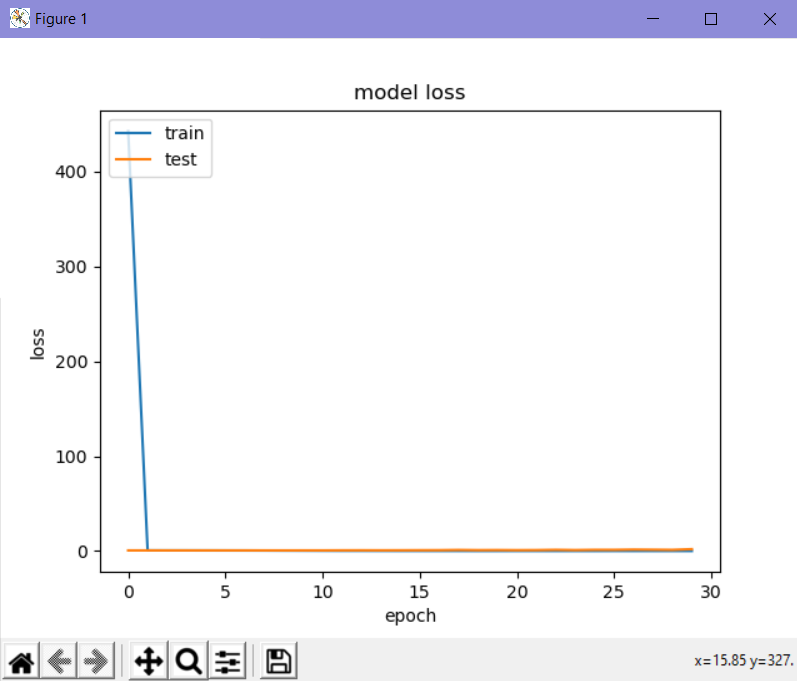 Figure 1
model loss
train
test
400
300
200
100
0
loss
0 5 10 15 20 25 30
epoch
x=15.85 y=327.